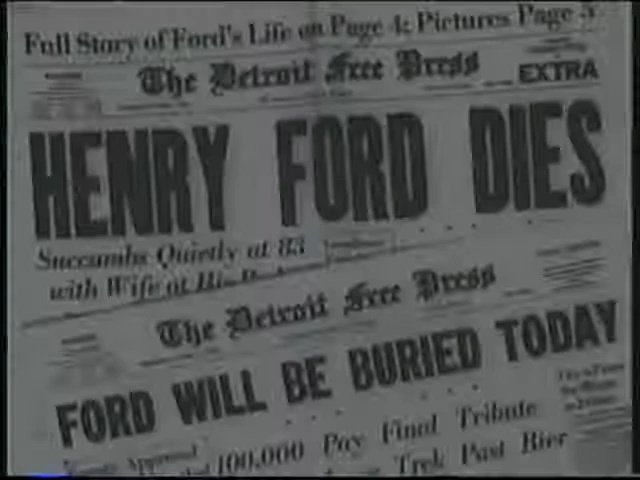 Full Story of Ford's Life on Page 4; Pictures Page 5
The Detroit Free Press
EXTRA
HENRY FORD DIES
Succumbs Quietly at 83
with Wife at His
The Detroit Free Press
FORD WILL BE BURIED TODAY
100,000 Pay Final Tribute
Trek Past Bier